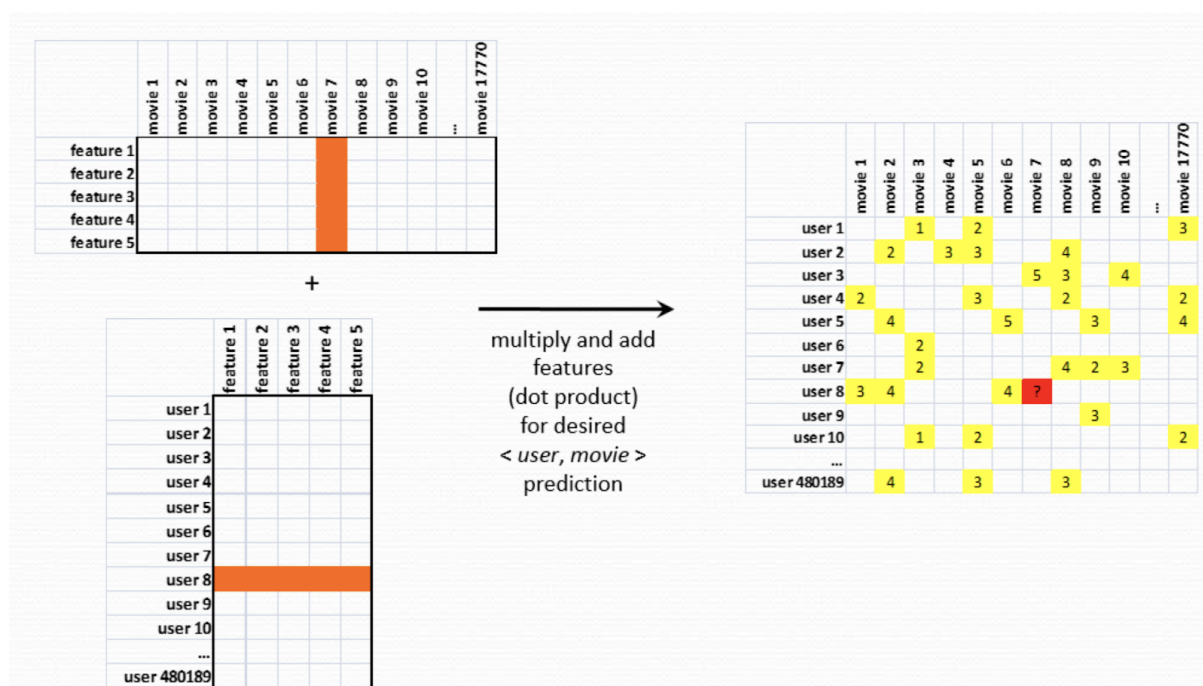 movie 1 movie 2 movie 3 movie 4 movie 5 movie 6 movie 7 movie 8 movie 9 movie 10 ... movie 17770
feature 1
feature 2
feature 3
feature 4
feature 5
+
feature 1 feature 2 feature 3 feature 4 feature 5
user 1
user 2
user 3
user 4
user 5
user 6
user 7
user 8
user 9
user 10
...
user 480189
multiply and add
features
(dot product)
for desired
< user, movie >
prediction
movie 1 movie 2 movie 3 movie 4 movie 5 movie 6 movie 7 movie 8 movie 9 movie 10 ... movie 17770
user 1 1 2 3
user 2 2 3 3 4
user 3 5 3 4
user 4 2 3 2 2
user 5 4 5 3 4
user 6 2
user 7 2 4 2 3
user 8 3 4 4 ?
user 9 3
user 10 1 2 2
...
user 480189 4 3 3